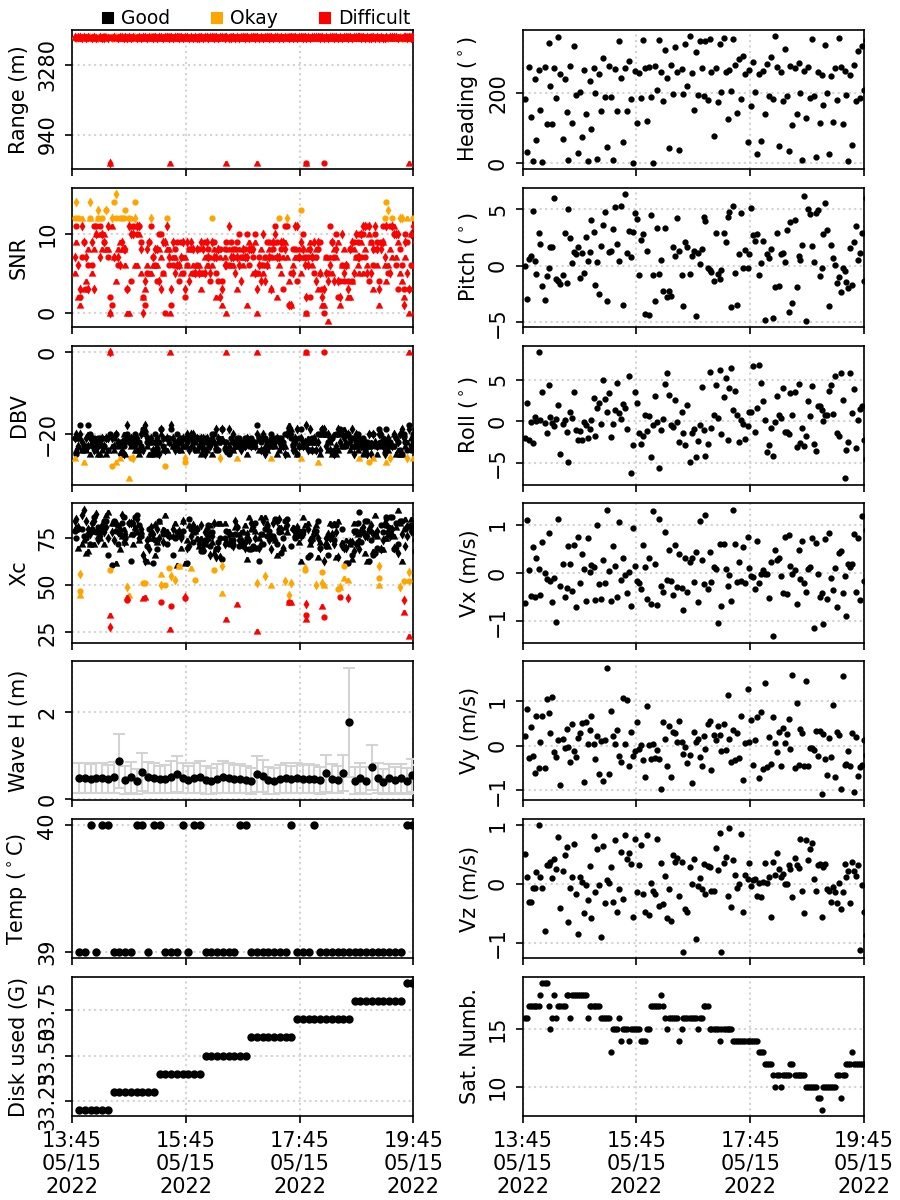 Good Okay Difficult
Range (m)
3280
940
Heading (°)
200
0
SNR
10
0
Pitch (°)
5
0
−5
DBV
0
−20
Roll (°)
5
0
−5
Xc
75
50
25
Vx (m/s)
1
0
−1
Wave H (m)
2
0
Vy (m/s)
1
0
−1
Temp (°C)
40
39
Vz (m/s)
1
0
−1
Disk used (G)
33.75
33.50
33.25
Sat. Numb.
15
10
13:45 15:45 17:45 19:45 13:45 15:45 17:45 19:45
05/15 05/15 05/15 05/15 05/15 05/15 05/15 05/15
2022 2022 2022 2022 2022 2022 2022 2022